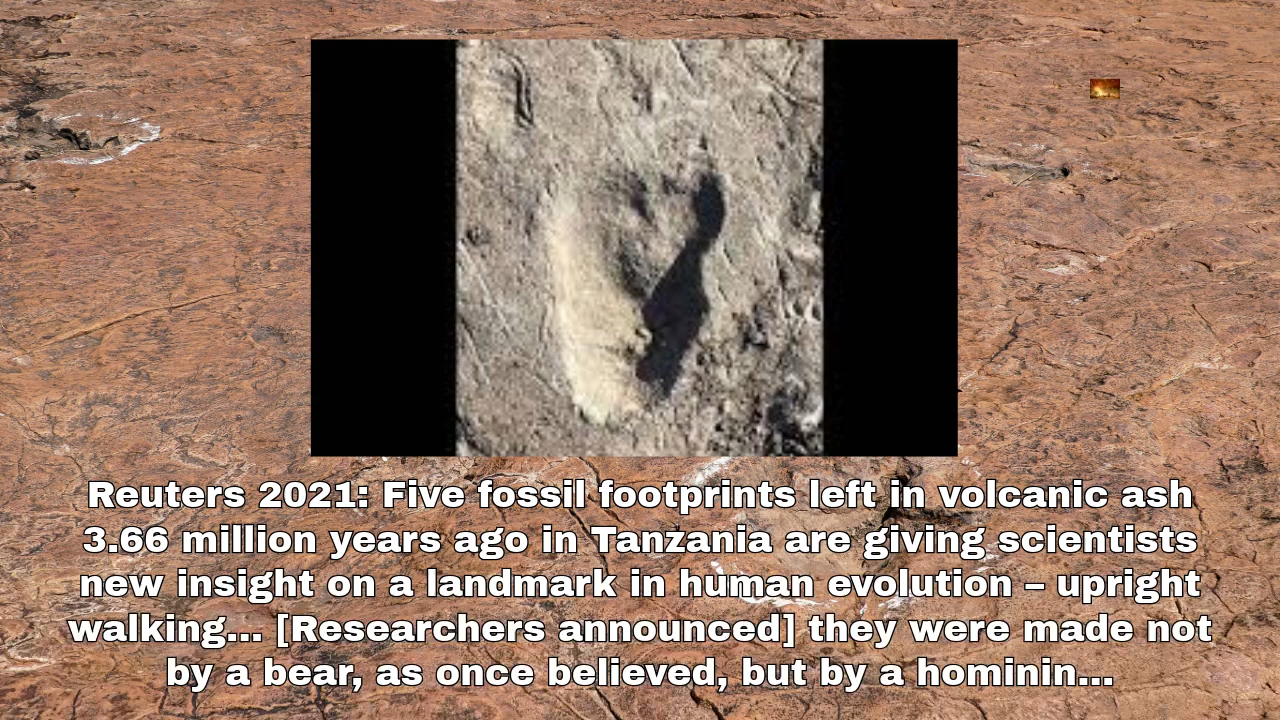 Reuters 2021: Five fossil footprints left in volcanic ash
3.66 million years ago in Tanzania are giving scientists
new insight on a landmark in human evolution – upright
walking... [Researchers announced] they were made not
by a bear, as once believed, but by a hominin...